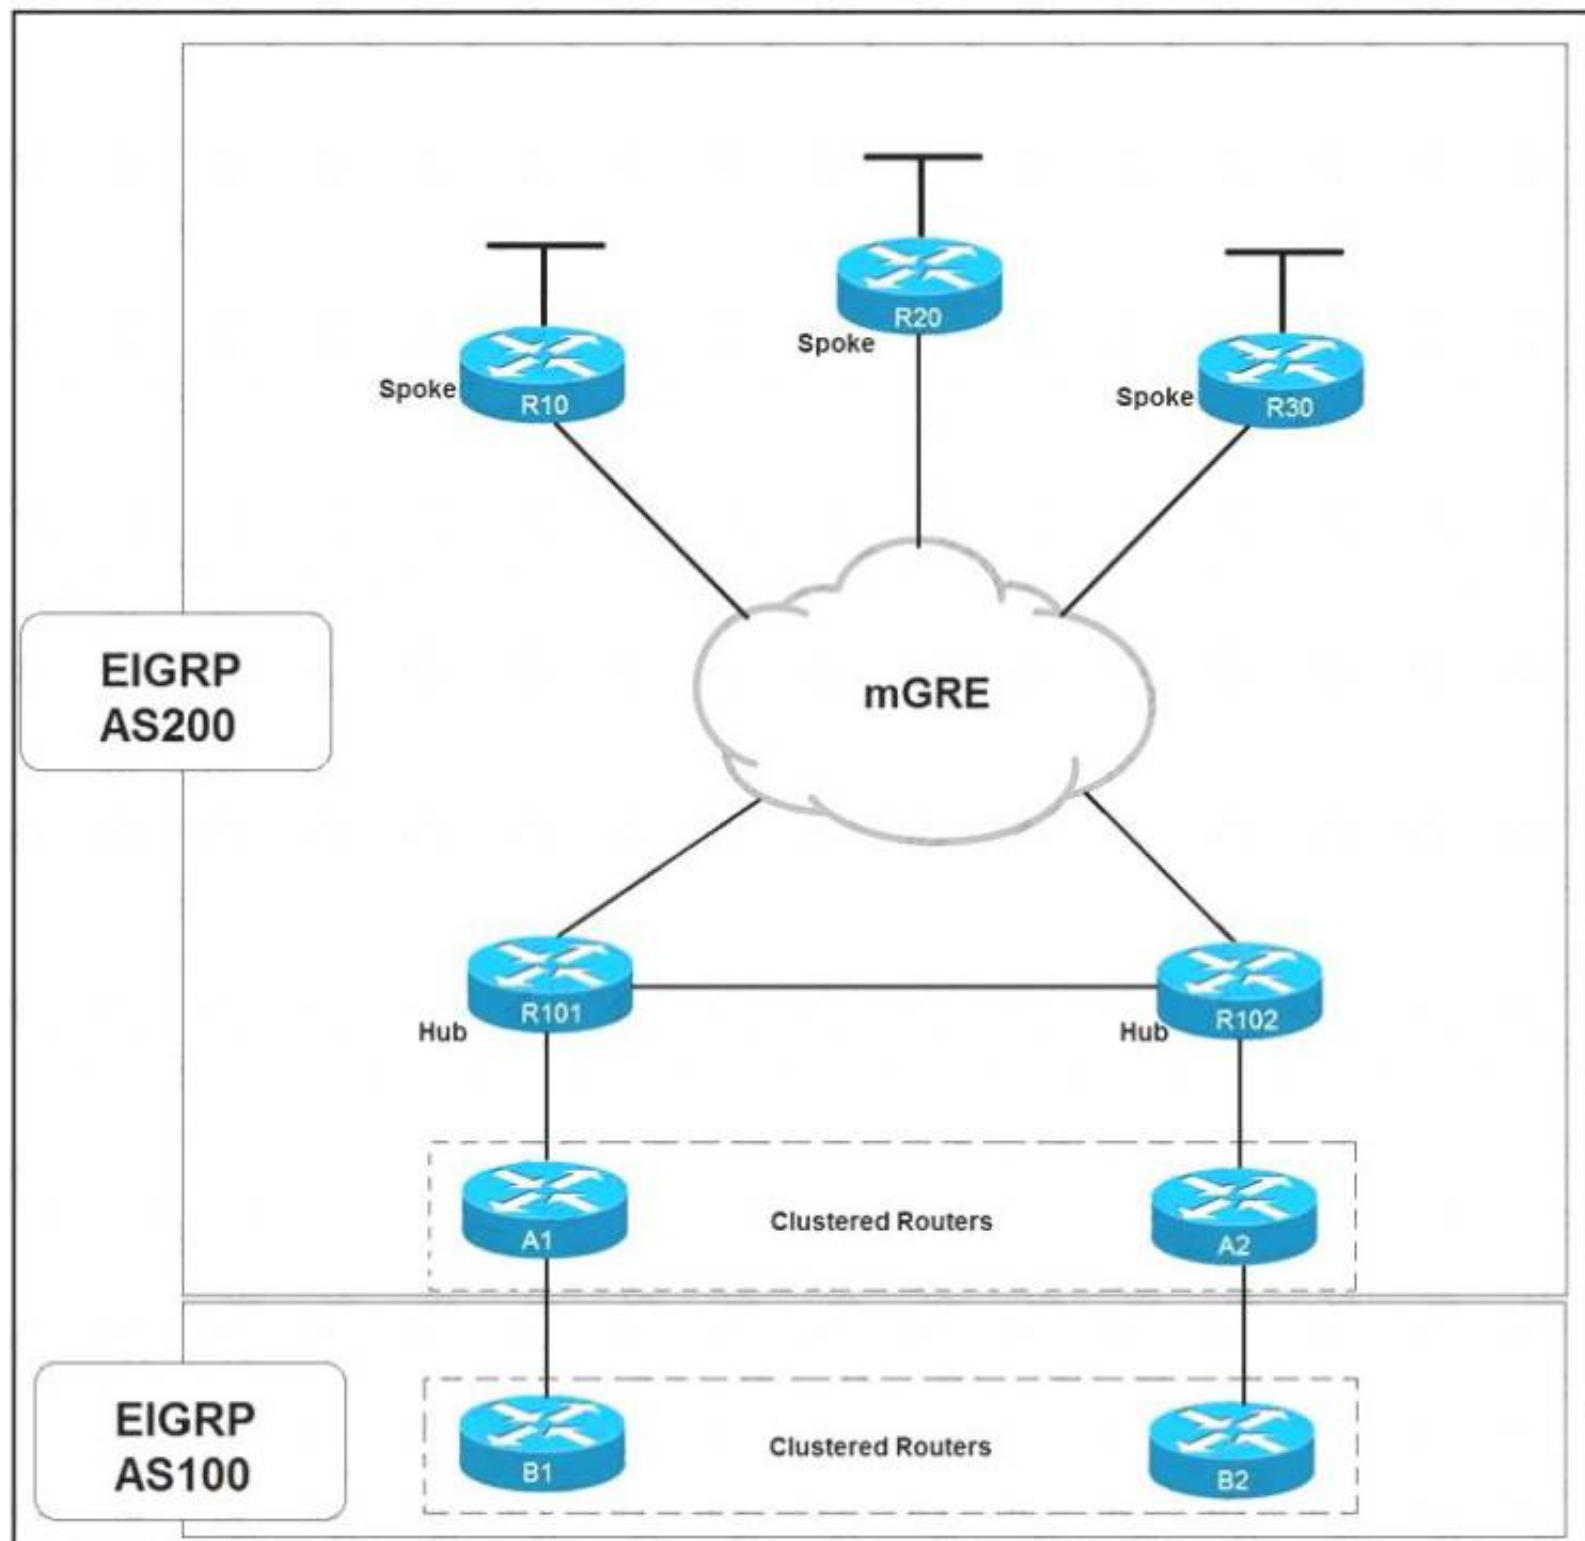 R20
Spoke
R10
Spoke
R30
Spoke
EIGRP
AS200
mGRE
R101
Hub
R102
Hub
A1
Clustered Routers
A2
EIGRP
AS100
B1
Clustered Routers
B2